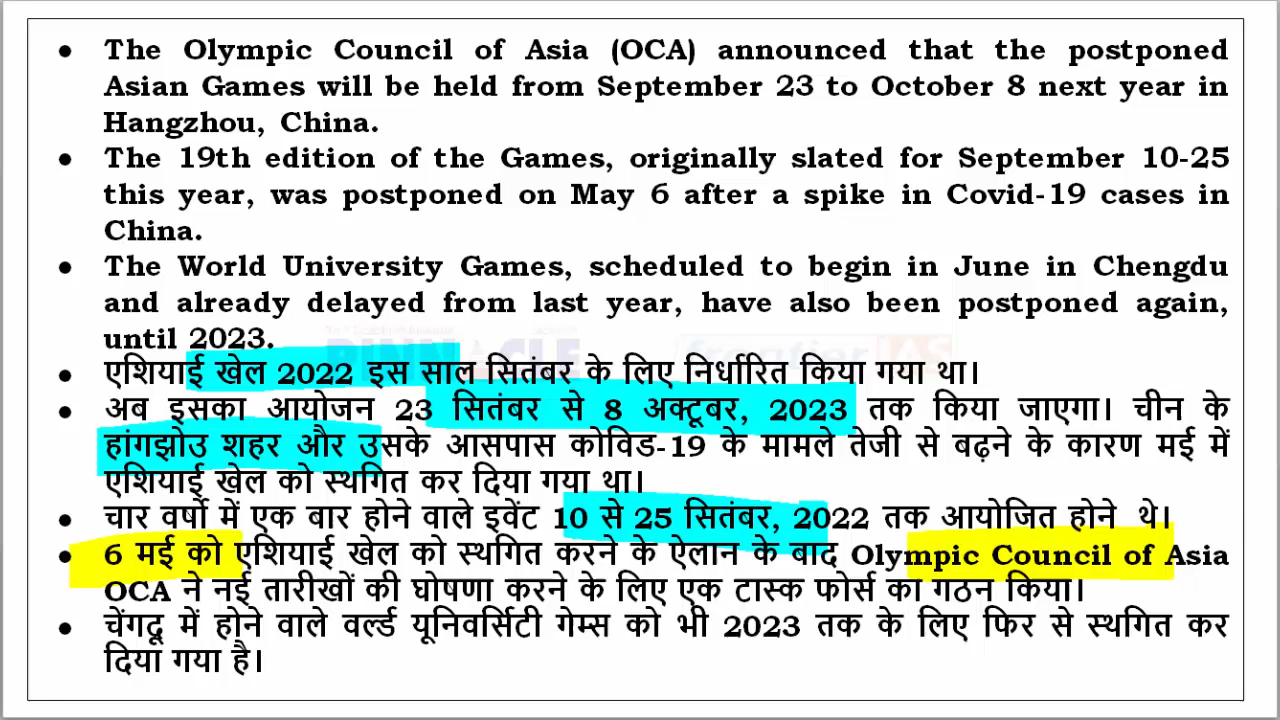 • The Olympic Council of Asia (OCA) announced that the postponed
Asian Games will be held from September 23 to October 8 next year in
Hangzhou, China.
• The 19th edition of the Games, originally slated for September 10-25
this year, was postponed on May 6 after a spike in Covid-19 cases in
China.
• The World University Games, scheduled to begin in June in Chengdu
and already delayed from last year, have also been postponed again,
until 2023.
PINNACLE frontier IAS
• एशियाई खेल 2022 इस साल सितंबर के लिए निर्धारित किया गया था।
• अब इसका आयोजन 23 सितंबर से 8 अक्टूबर, 2023 तक किया जाएगा। चीन के
हांगझोउ शहर और उसके आसपास कोविड-19 के मामले तेजी से बढ़ने के कारण मई में
एशियाई खेल को स्थगित कर दिया गया था।
• चार वर्षो में एक बार होने वाले इवेंट 10 से 25 सितंबर, 2022 तक आयोजित होने थे।
• 6 मई को एशियाई खेल को स्थगित करने के ऐलान के बाद Olympic Council of Asia
OCA ने नई तारीखों की घोषणा करने के लिए एक टास्क फोर्स का गठन किया।
• चेंगदू में होने वाले वर्ल्ड यूनिवर्सिटी गेम्स को भी 2023 तक के लिए फिर से स्थगित कर
दिया गया है।